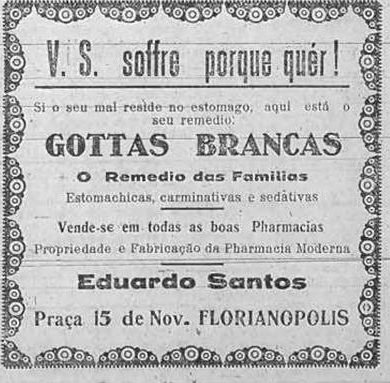 V. S. soffre porque quér!
Si o seu mal reside no estomago, aqui está o
seu remedio:
GOTTAS BRANCAS
O Remedio das Familias
Estomachicas, carminativas e sedàtivas
Vende-se em todas as boas Pharmacias
Propriedade e Fabricação da Pharmacia Moderna
Eduardo Santos
Praça 15 de Nov. FLORIANOPOLIS